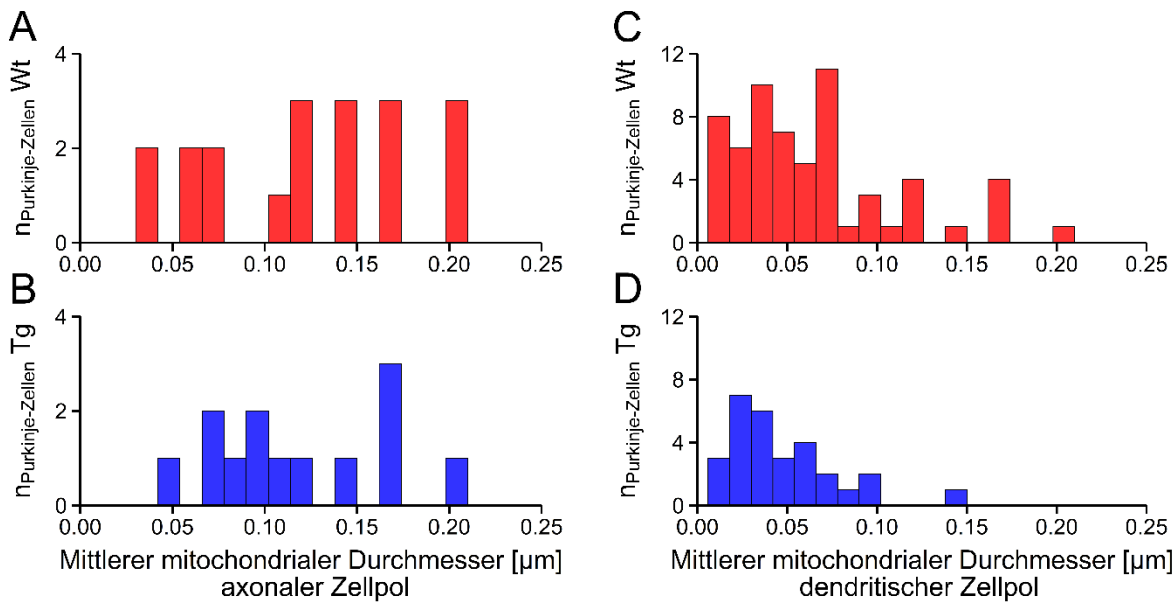 A
4
2
0
nPurkinje-Zellen Wt
0.00 0.05 0.10 0.15 0.20 0.25
B
4
2
0
nPurkinje-Zellen Tg
0.00 0.05 0.10 0.15 0.20 0.25
Mittlerer mitochondrialer Durchmesser [µm]
axonaler Zellpol
C
12
8
4
0
nPurkinje-Zellen Wt
0.00 0.05 0.10 0.15 0.20 0.25
D
12
8
4
0
nPurkinje-Zellen Tg
0.00 0.05 0.10 0.15 0.20 0.25
Mittlerer mitochondrialer Durchmesser [µm]
dendritischer Zellpol